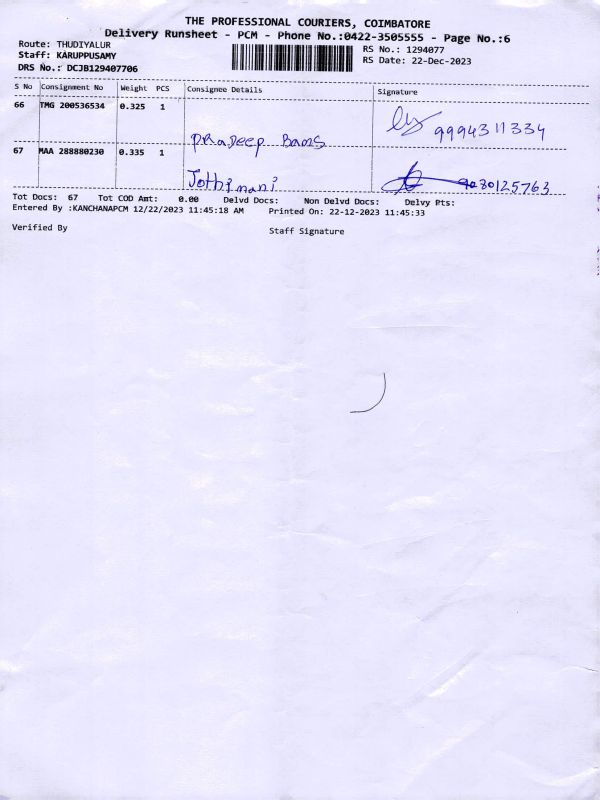 THE PROFESSIONAL COURIERS, COIMBATORE
Delivery Runsheet - PCM - Phone No.:0422-3505555 - Page No.:6
Route: THUDIYALUR
RS No.: 1294077
Staff: KARUPPUSAMY
RS Date: 22-Dec-2023
DRS No.: DCJB129407706
S No Consignment No Weight PCS Consignee Details Signature
66 TMG 200536534 0.325 1
9994311334
Pradeep Bams
67 MAA 288880230 0.335 1
Jothimani 9030125763
Tot Docs: 67 Tot COD Amt: 0.00 Delvd Docs: Non Delvd Docs: Delvy Pts:
Entered By :KANCHANAPCM 12/22/2023 11:45:18 AM Printed On: 22-12-2023 11:45:33
Verified By Staff Signature